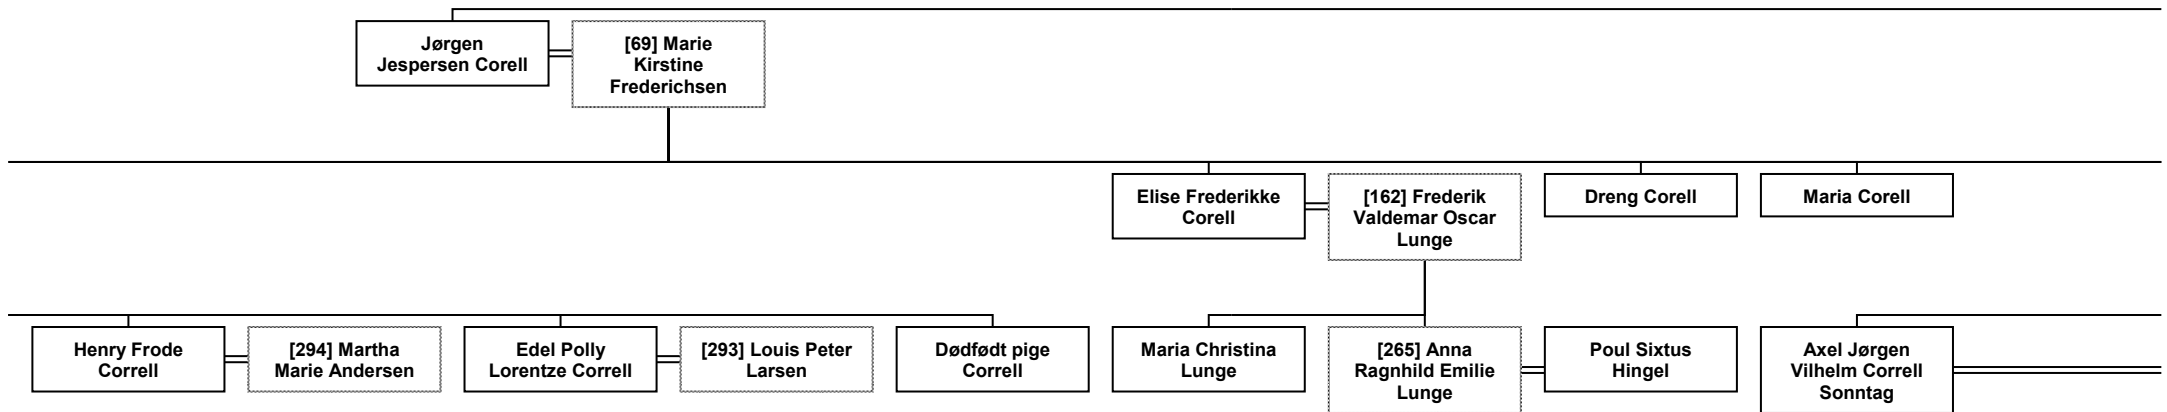 Jørgen
Jespersen Corell
[69] Marie
Kirstine
Frederichsen
Elise Frederikke
Corell
[162] Frederik
Valdemar Oscar
Lunge
Dreng Corell
Maria Corell
Henry Frode
Correll
[294] Martha
Marie Andersen
Edel Polly
Lorentze Correll
[293] Louis Peter
Larsen
Dødfødt pige
Correll
Maria Christina
Lunge
[265] Anna
Ragnhild Emilie
Lunge
Poul Sixtus
Hingel
Axel Jørgen
Vilhelm Correll
Sonntag